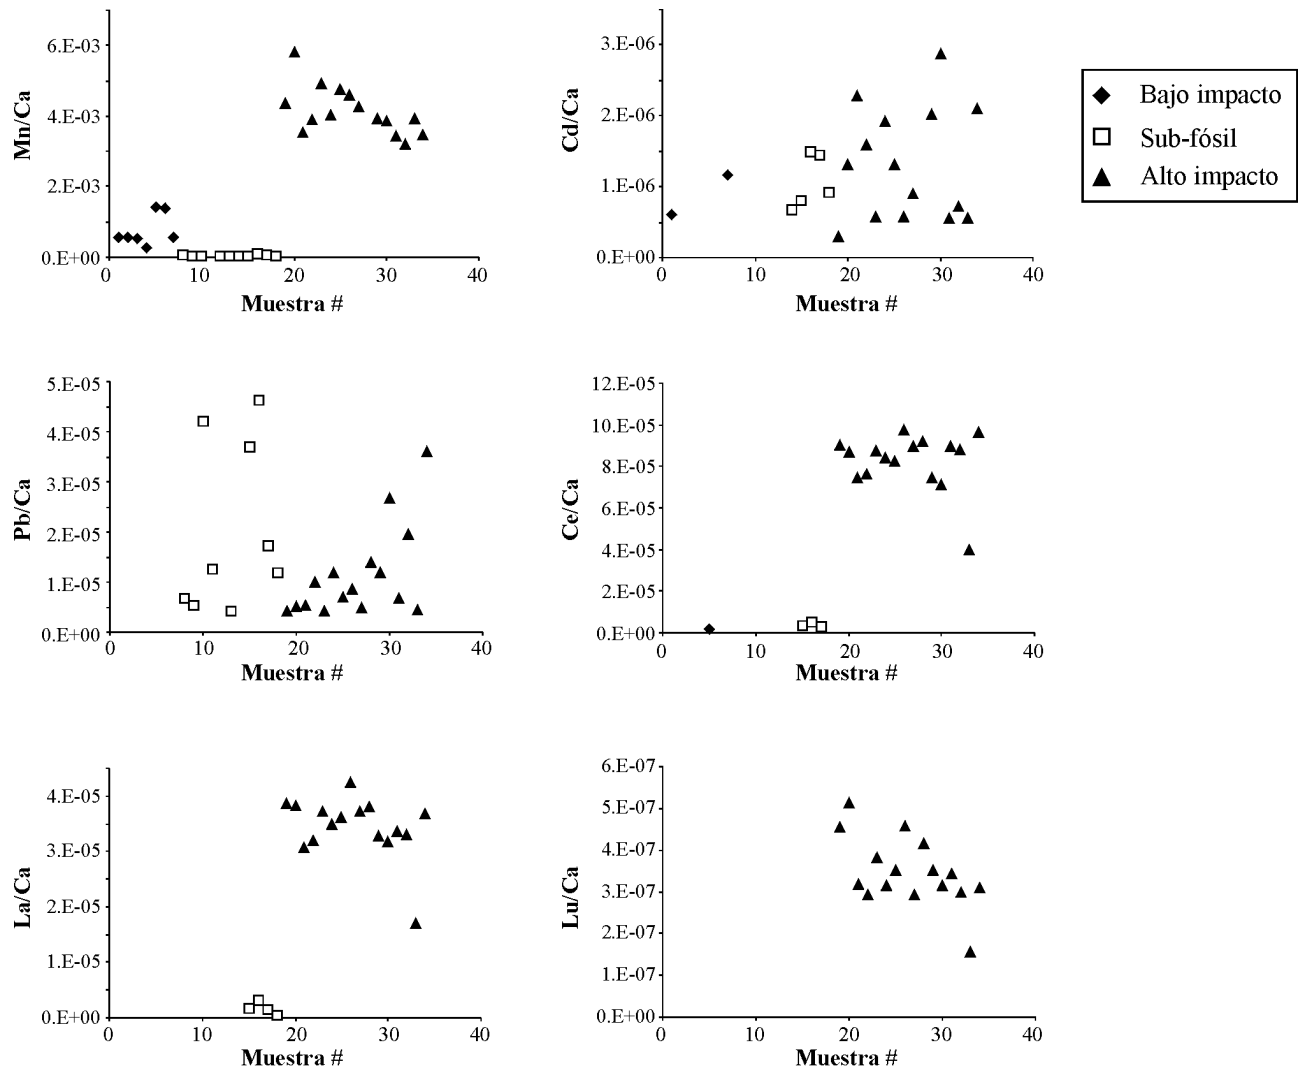 Mn/Ca
6.E-03
4.E-03
2.E-03
0.E+00
0 10 20 30 40
Muestra #
Cd/Ca
3.E-06
2.E-06
1.E-06
0.E+00
0 10 20 30 40
Muestra #
Bajo impacto
Sub-fósil
Alto impacto
Pb/Ca
5.E-05
4.E-05
3.E-05
2.E-05
1.E-05
0.E+00
0 10 20 30 40
Muestra #
Ce/Ca
12.E-05
10.E-05
8.E-05
6.E-05
4.E-05
2.E-05
0.E+00
0 10 20 30 40
Muestra #
La/Ca
4.E-05
3.E-05
2.E-05
1.E-05
0.E+00
0 10 20 30 40
Muestra #
Lu/Ca
6.E-07
5.E-07
4.E-07
3.E-07
2.E-07
1.E-07
0.E+00
0 10 20 30 40
Muestra #